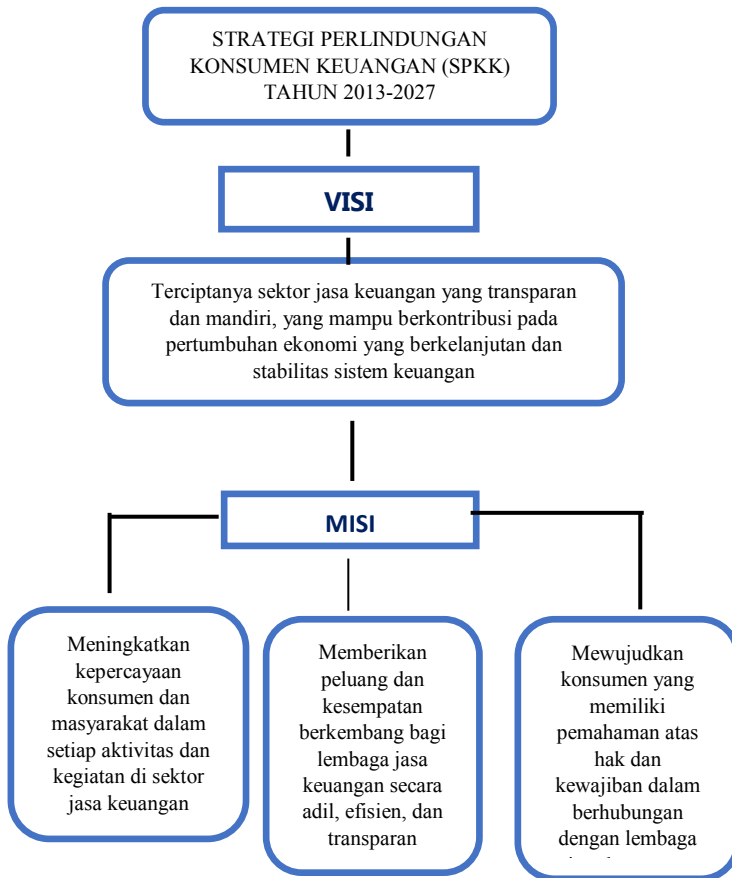 STRATEGI PERLINDUNGAN
KONSUMEN KEUANGAN (SPKK)
TAHUN 2013-2027
VISI
Terciptanya sektor jasa keuangan yang transparan
dan mandiri, yang mampu berkontribusi pada
pertumbuhan ekonomi yang berkelanjutan dan
stabilitas sistem keuangan
MISI
Meningkatkan
kepercayaan
konsumen dan
masyarakat dalam
setiap aktivitas dan
kegiatan di sektor
jasa keuangan
Memberikan
peluang dan
kesempatan
berkembang bagi
lembaga jasa
keuangan secara
adil, efisien, dan
transparan
Mewujudkan
konsumen yang
memiliki
pemahaman atas
hak dan
kewajiban dalam
berhubungan
dengan lembaga